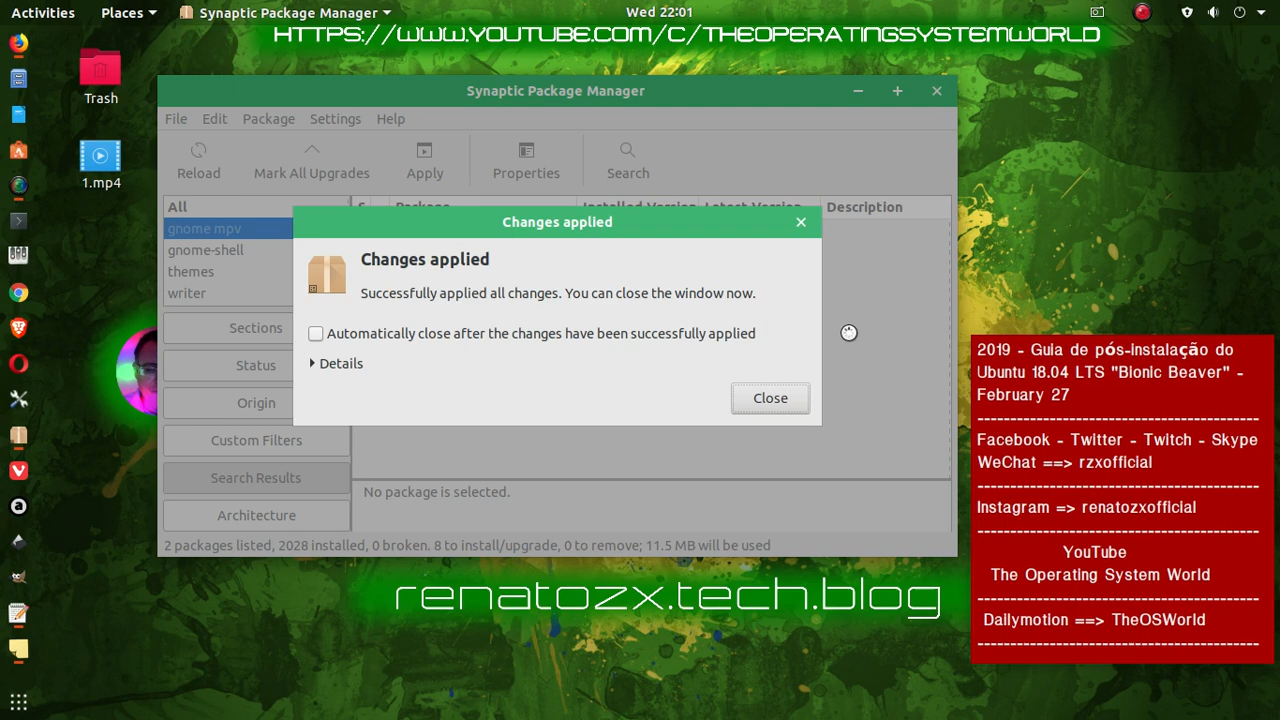 Activities
Places
Synaptic Package Manager
Wed 22:01
HTTPS://WWW.YOUTUBE.COM/C/THEOPERATINGSYSTEMWORLD
Trash
1.mp4
Synaptic Package Manager
File Edit Package Settings Help
Reload Mark All Upgrades Apply Properties Search
All
gnome mpv
gnome-shell
themes
writer
S Package Installed Version Latest Version Description
Changes applied
Changes applied
Successfully applied all changes. You can close the window now.
Automatically close after the changes have been successfully applied
Details
Close
Sections
Status
Origin
Custom Filters
Search Results
Architecture
No package is selected.
2 packages listed, 2028 installed, 0 broken. 8 to install/upgrade, 0 to remove; 11.5 MB will be used
renatozx.tech.blog
2019 - Guia de pós-Instalação do
Ubuntu 18.04 LTS "Bionic Beaver" -
February 27
----------------------------------------
Facebook - Twitter - Twitch - Skype
WeChat ==> rzxofficial
----------------------------------------
Instagram => renatozxofficial
----------------------------------------
YouTube
The Operating System World
----------------------------------------
Dailymotion ==> TheOSWorld
----------------------------------------